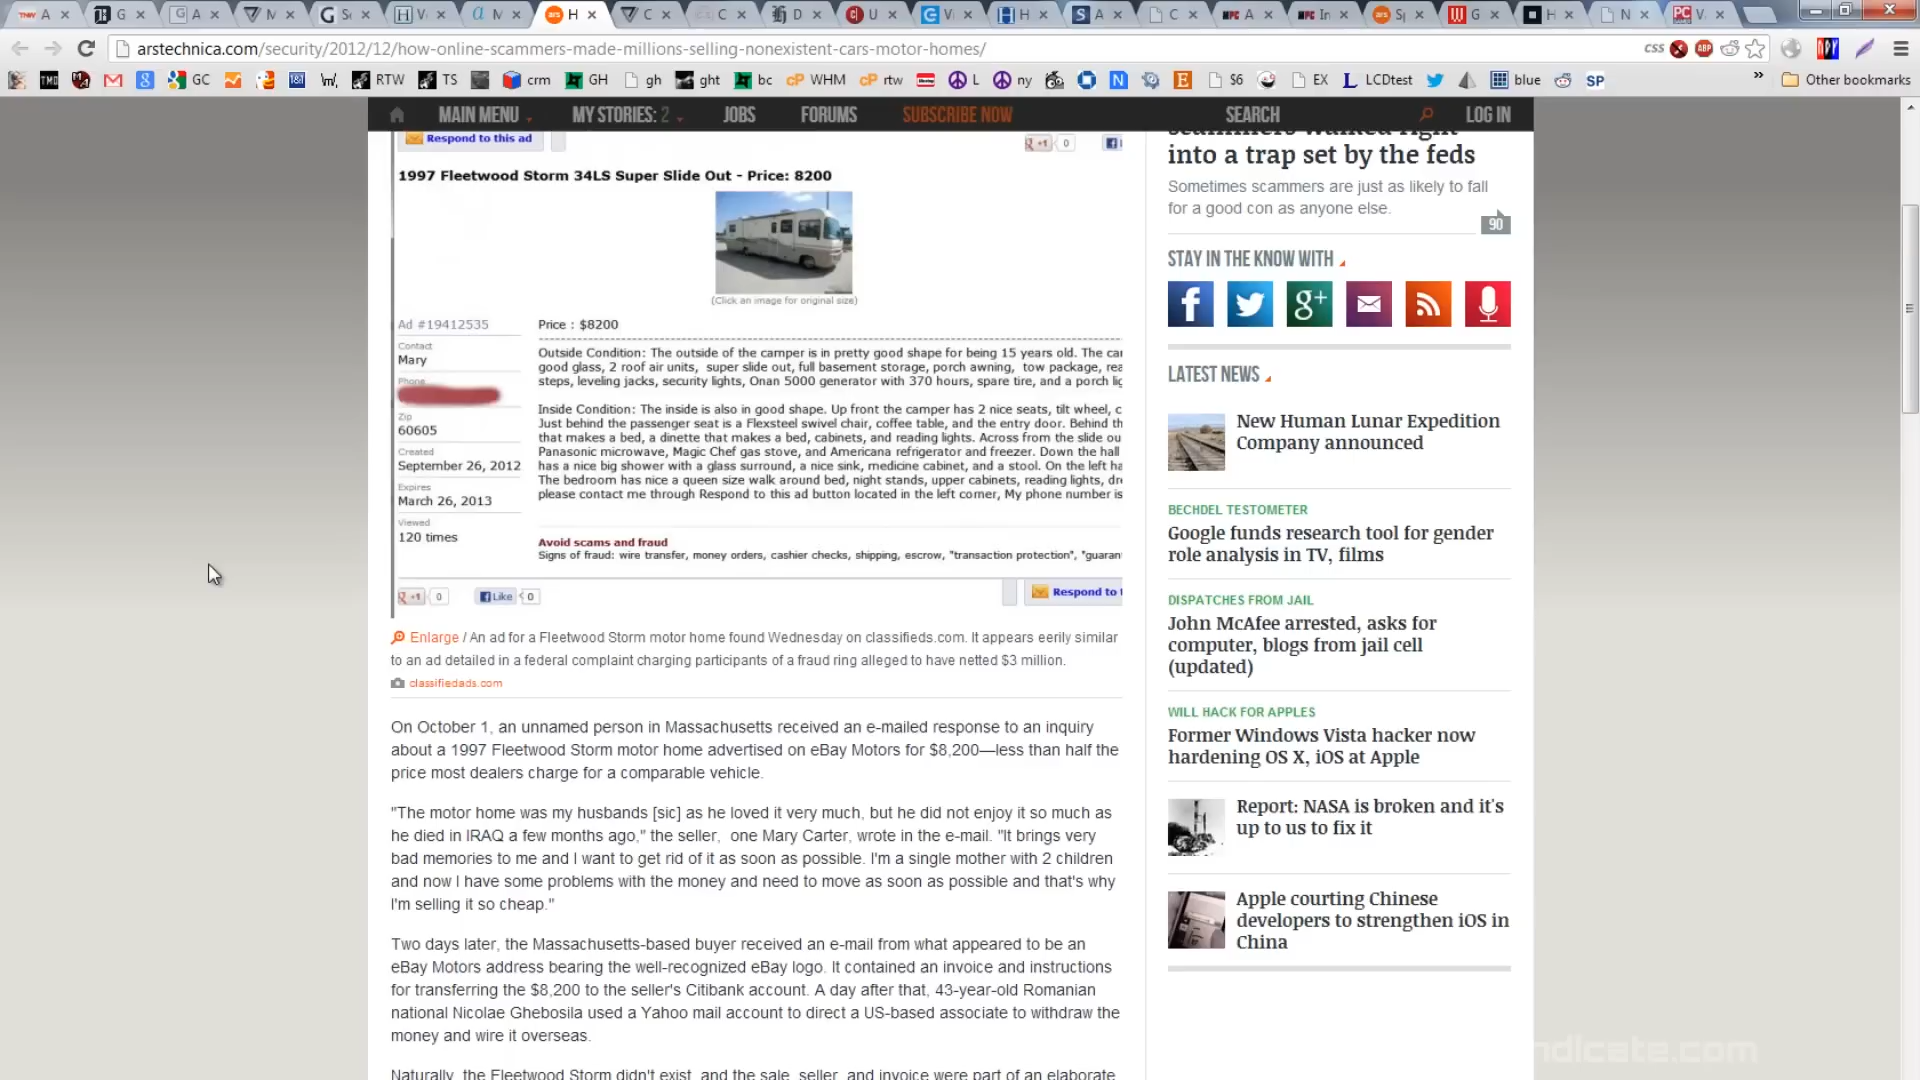 arstechnica.com/security/2012/12/how-online-scammers-made-millions-selling-nonexistent-cars-motor-homes/
CSS
GC
RTW
TS
crm
GH
gh
ght
bc
WHM
rtw
L
ny
$6
EX
LCDtest
blue
SP
Other bookmarks
MAIN MENU
MY STORIES: 2
JOBS
FORUMS
SUBSCRIBE NOW
SEARCH
LOG IN
Respond to this ad
+1 0
1997 Fleetwood Storm 34LS Super Slide Out - Price: 8200
(Click an image for original size)
Ad #19412535
Contact
Mary
Phone
Zip
60605
Created
September 26, 2012
Expires
March 26, 2013
Viewed
120 times
Price : $8200
Outside Condition: The outside of the camper is in pretty good shape for being 15 years old. The car
good glass, 2 roof air units, super slide out, full basement storage, porch awning, tow package, rea
steps, leveling jacks, security lights, Onan 5000 generator with 370 hours, spare tire, and a porch lig
Inside Condition: The inside is also in good shape. Up front the camper has 2 nice seats, tilt wheel, c
Just behind the passenger seat is a Flexsteel swivel chair, coffee table, and the entry door. Behind th
that makes a bed, a dinette that makes a bed, cabinets, and reading lights. Across from the slide ou
Panasonic microwave, Magic Chef gas stove, and Americana refrigerator and freezer. Down the hall
has a nice big shower with a glass surround, a nice sink, medicine cabinet, and a stool. On the left ha
The bedroom has nice a queen size walk around bed, night stands, upper cabinets, reading lights, dre
please contact me through Respond to this ad button located in the left corner, My phone number is
Avoid scams and fraud
Signs of fraud: wire transfer, money orders, cashier checks, shipping, escrow, "transaction protection", "guaran
+1 0
Like 0
Respond to t
Enlarge / An ad for a Fleetwood Storm motor home found Wednesday on classifieds.com. It appears eerily similar
to an ad detailed in a federal complaint charging participants of a fraud ring alleged to have netted $3 million.
classifiedads.com
On October 1, an unnamed person in Massachusetts received an e-mailed response to an inquiry
about a 1997 Fleetwood Storm motor home advertised on eBay Motors for $8,200—less than half the
price most dealers charge for a comparable vehicle.
"The motor home was my husbands [sic] as he loved it very much, but he did not enjoy it so much as
he died in IRAQ a few months ago," the seller, one Mary Carter, wrote in the e-mail. "It brings very
bad memories to me and I want to get rid of it as soon as possible. I'm a single mother with 2 children
and now I have some problems with the money and need to move as soon as possible and that's why
I'm selling it so cheap."
Two days later, the Massachusetts-based buyer received an e-mail from what appeared to be an
eBay Motors address bearing the well-recognized eBay logo. It contained an invoice and instructions
for transferring the $8,200 to the seller's Citibank account. A day after that, 43-year-old Romanian
national Nicolae Ghebosila used a Yahoo mail account to direct a US-based associate to withdraw the
money and wire it overseas.
Naturally, the Fleetwood Storm didn't exist, and the sale, seller, and invoice were part of an elaborate
scammers walked right
into a trap set by the feds
Sometimes scammers are just as likely to fall
for a good con as anyone else.
90
STAY IN THE KNOW WITH
LATEST NEWS
New Human Lunar Expedition
Company announced
BECHDEL TESTOMETER
Google funds research tool for gender
role analysis in TV, films
DISPATCHES FROM JAIL
John McAfee arrested, asks for
computer, blogs from jail cell
(updated)
WILL HACK FOR APPLES
Former Windows Vista hacker now
hardening OS X, iOS at Apple
Report: NASA is broken and it's
up to us to fix it
Apple courting Chinese
developers to strengthen iOS in
China
ndicate.com